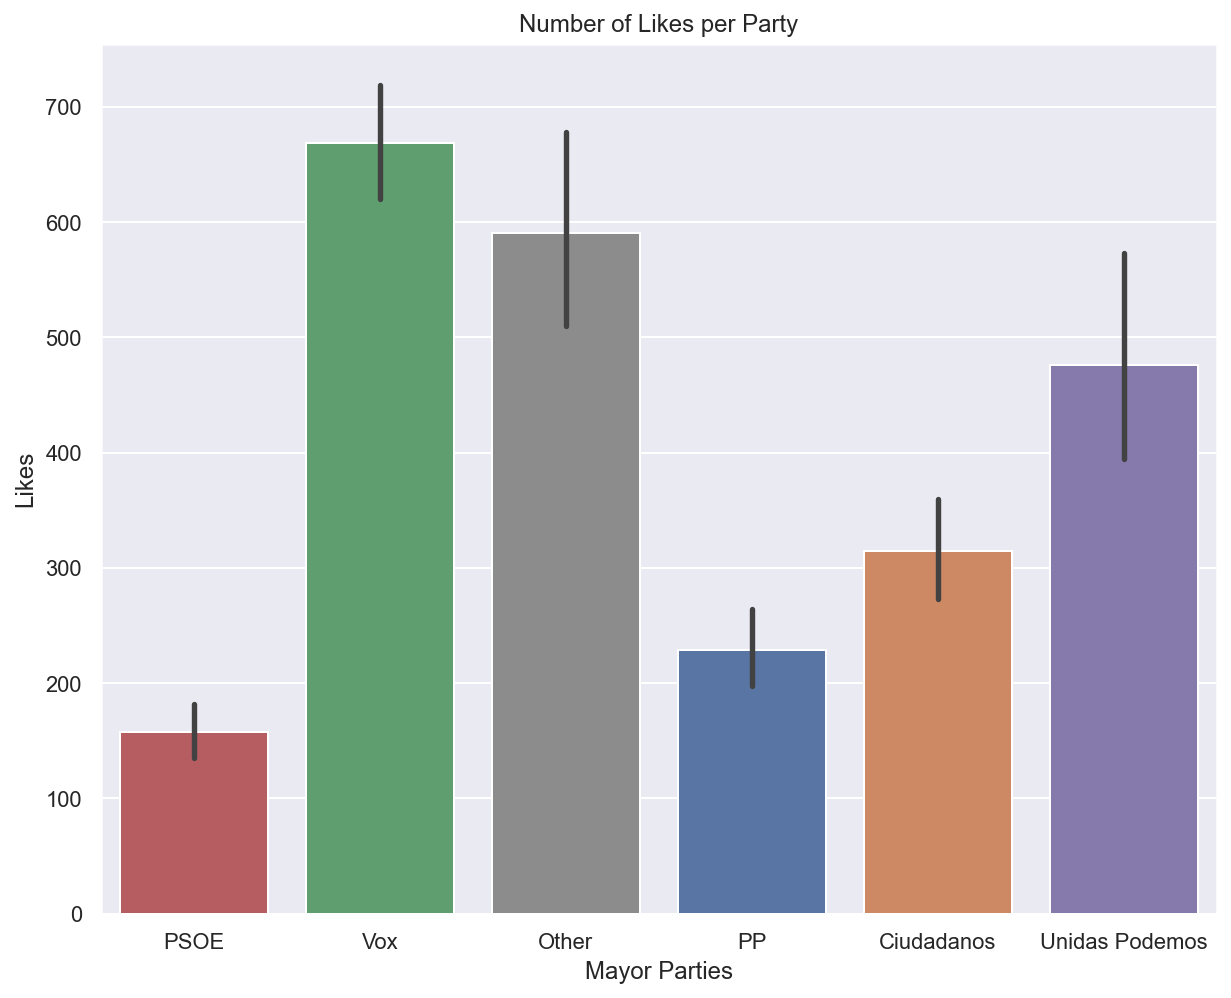 Number of Likes per Party
700
600
500
400
300
200
100
0
Likes
PSOE
Vox
Other
PP
Ciudadanos
Unidas Podemos
Mayor Parties